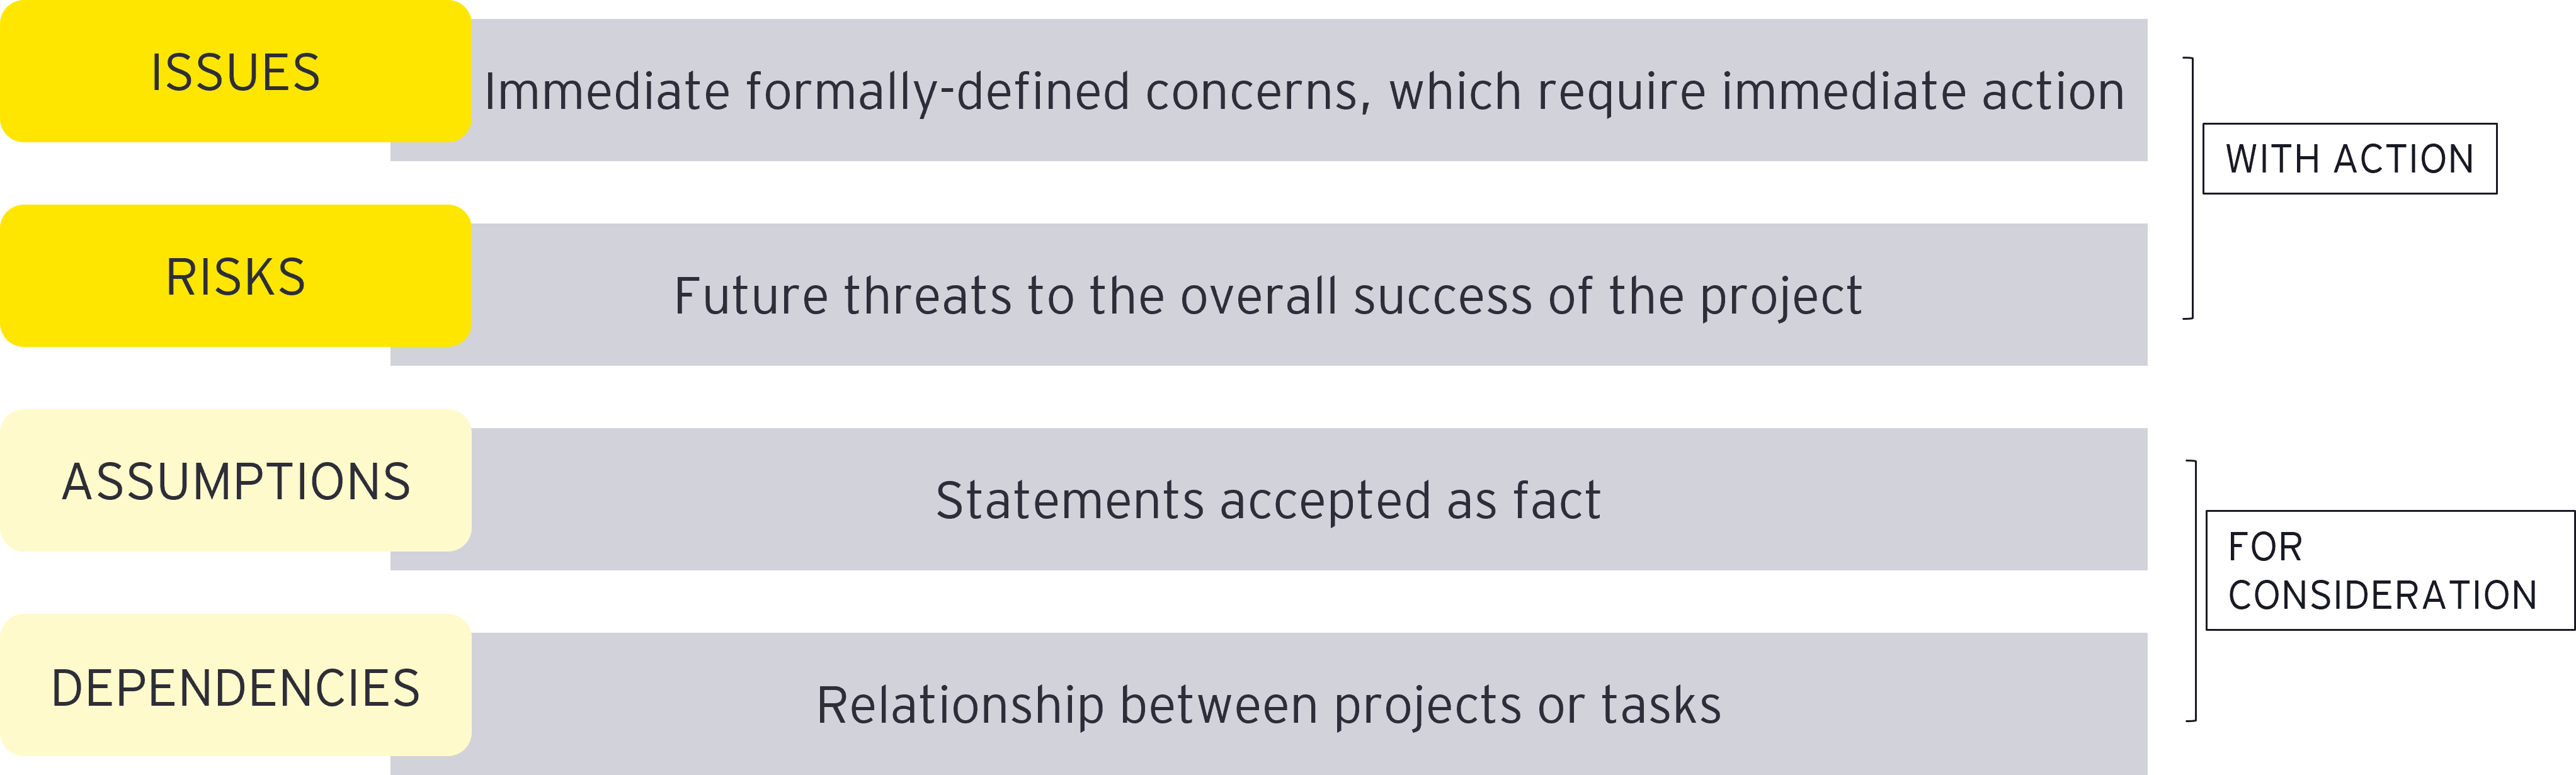 ISSUES
Immediate formally-defined concerns, which require immediate action
WITH ACTION
RISKS
Future threats to the overall success of the project
ASSUMPTIONS
Statements accepted as fact
FOR
CONSIDERATION
DEPENDENCIES
Relationship between projects or tasks